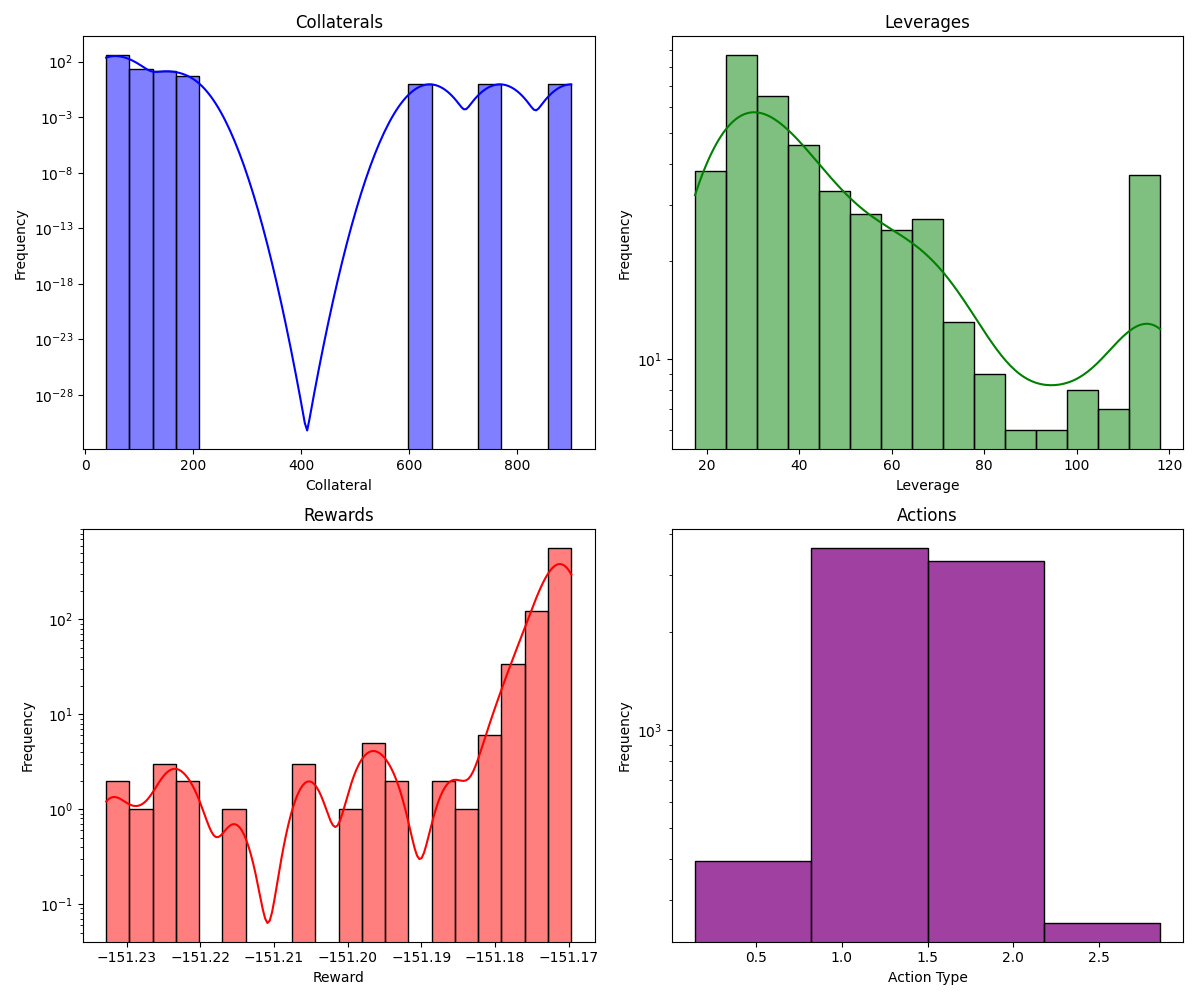 Collaterals
Frequency
10^2
10^-3
10^-8
10^-13
10^-18
10^-23
10^-28
0 200 400 600 800
Collateral
Leverages
Frequency
10^1
20 40 60 80 100 120
Leverage
Rewards
Frequency
10^2
10^1
10^0
10^-1
−151.23 −151.22 −151.21 −151.20 −151.19 −151.18 −151.17
Reward
Actions
Frequency
10^3
0.5 1.0 1.5 2.0 2.5
Action Type